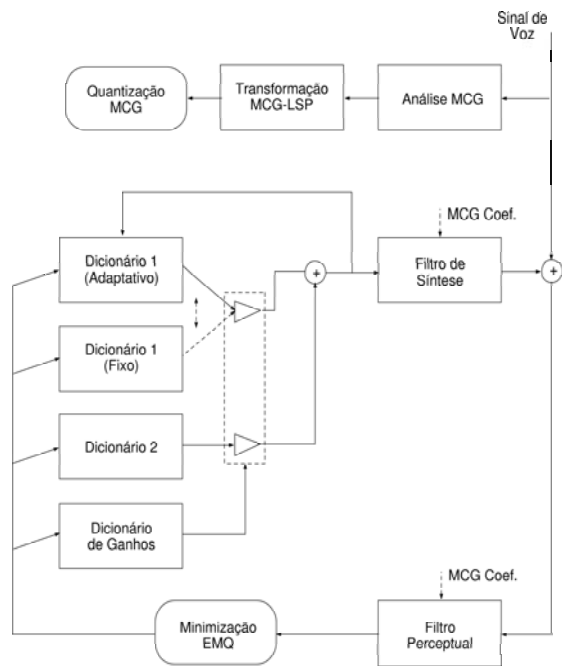 Sinal de
Voz
Quantização
MCG
Transformação
MCG-LSP
Análise MCG
MCG Coef.
Dicionário 1
(Adaptativo)
+
Filtro de
Síntese
+
Dicionário 1
(Fixo)
Dicionário 2
Dicionário
de Ganhos
MCG Coef.
Minimização
EMQ
Filtro
Perceptual